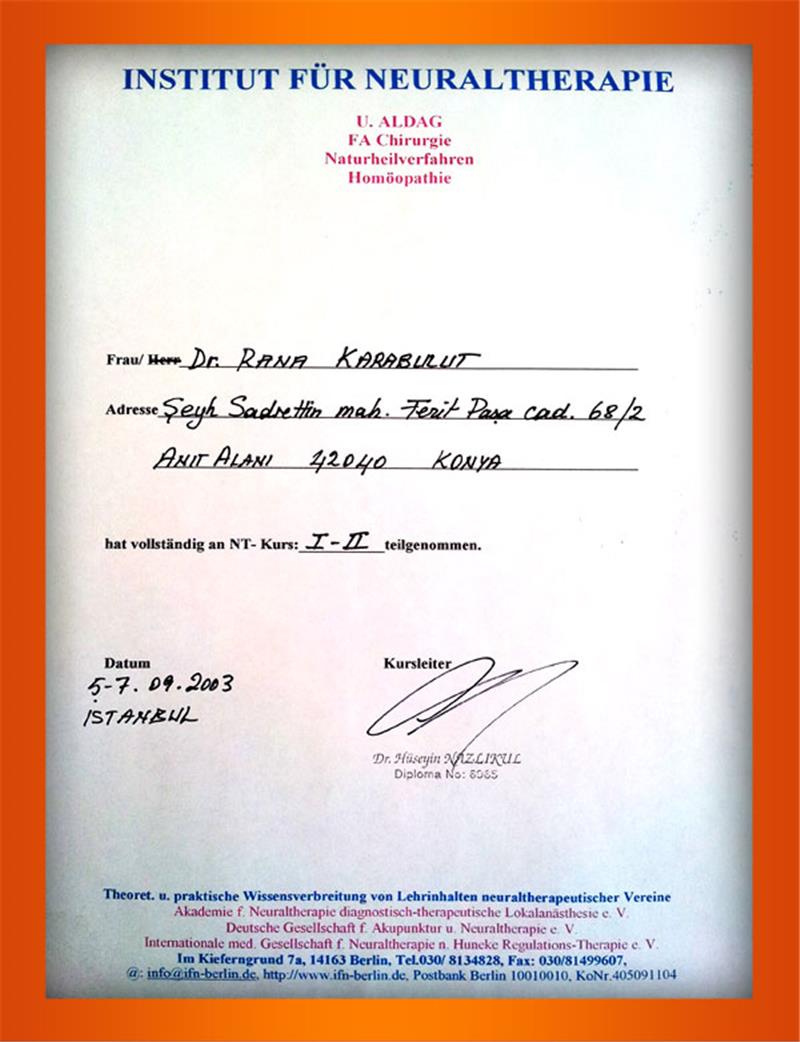 INSTITUT FÜR NEURALTHERAPIE
U. ALDAG
FA Chirurgie
Naturheilverfahren
Homöopathie
Frau/ Herr Dr. RANA KARABULUT
Adresse Şeyh Sadrettin mah. Ferit Paşa cad. 68/2
ANIT ALANI 42040 KONYA
hat vollständig an NT- Kurs: I-II teilgenommen.
Datum
5-7.09.2003
İSTANBUL
Kursleiter
Dr. Hüseyin NAZLIKUL
Diploma No:
Theoret. u. praktische Wissensverbreitung von Lehrinhalten neuraltherapeutischer Vereine
Akademie f. Neuraltherapie diagnostisch-therapeutische Lokalanästhesie e. V.
Deutsche Gesellschaft f. Akupunktur u. Neuraltherapie e. V.
Internationale med. Gesellschaft f. Neuraltherapie n. Huneke Regulations-Therapie e. V.
Im Kieferngrund 7a, 14163 Berlin, Tel.030/ 8134828, Fax: 030/81499607,
@: info@ifn-berlin.de, http://www.ifn-berlin.de, Postbank Berlin 10010010, KoNr.405091104